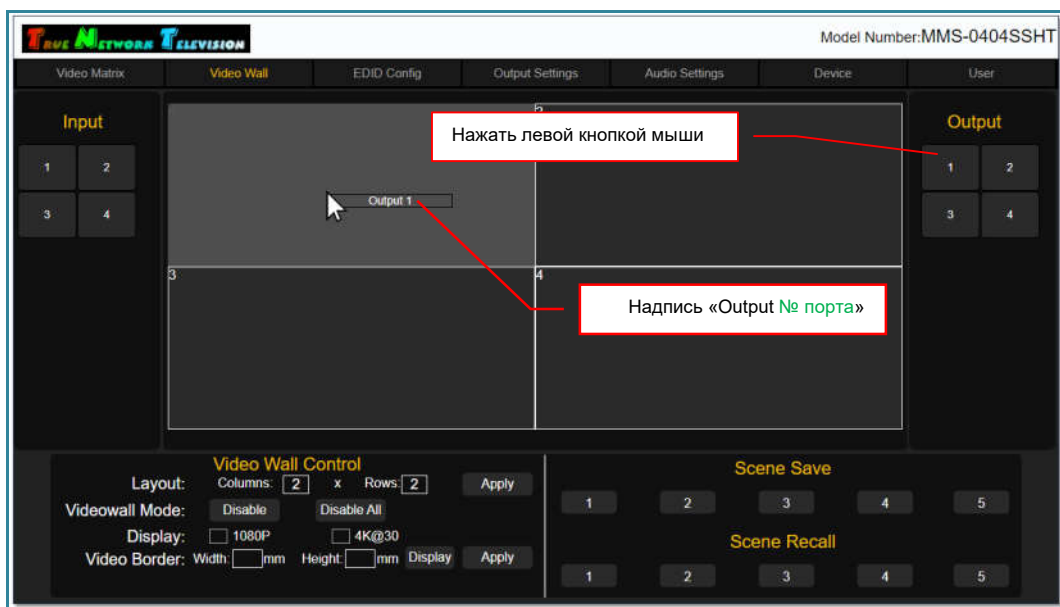 True Network Television
Model Number:MMS-0404SSHT
Video Matrix Video Wall EDID Config Output Settings Audio Settings Device User
Input
1 2
3 4
Нажать левой кнопкой мыши
Output 1
3
4
Надпись «Output № порта»
Output
1 2
3 4
Video Wall Control
Layout: Columns: 2 x Rows: 2 Apply
Videowall Mode: Disable Disable All
Display: 1080P 4K@30
Video Border: Width: mm Height: mm Display Apply
Scene Save
1 2 3 4 5
Scene Recall
1 2 3 4 5